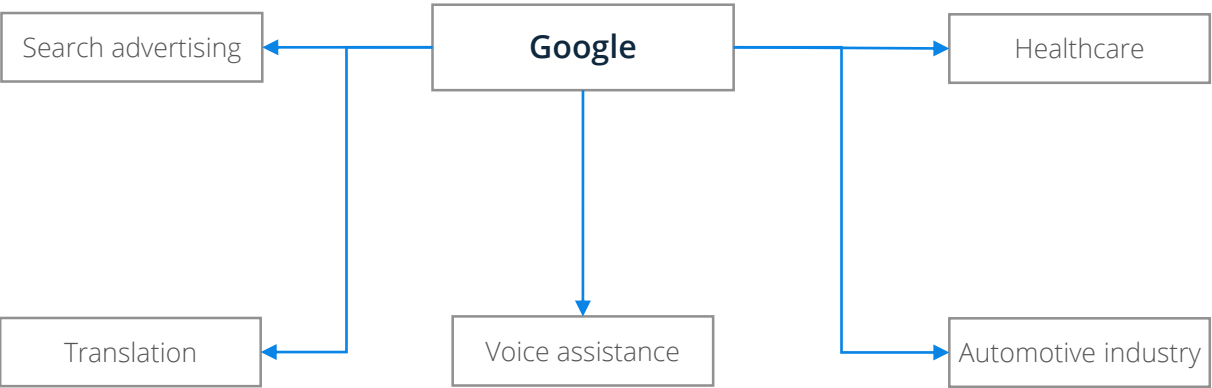 Search advertising
Google
Healthcare
Translation
Voice assistance
Automotive industry